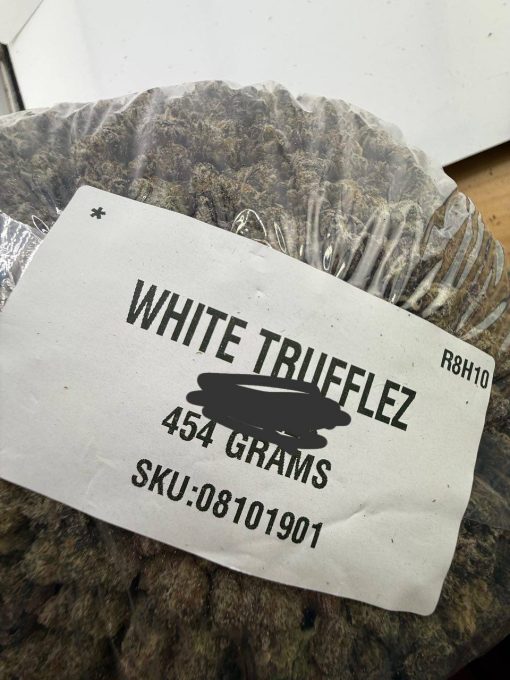 *
R8H10
WHITE TRUFFLEZ
454 GRAMS
SKU:08101901